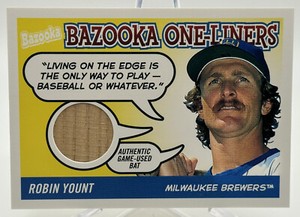 Bazooka
BAZOOKA ONE-LINERS
"LIVING ON THE EDGE IS
THE ONLY WAY TO PLAY —
BASEBALL OR WHATEVER."
AUTHENTIC
GAME-USED
BAT
ROBIN YOUNT
MILWAUKEE BREWERS™